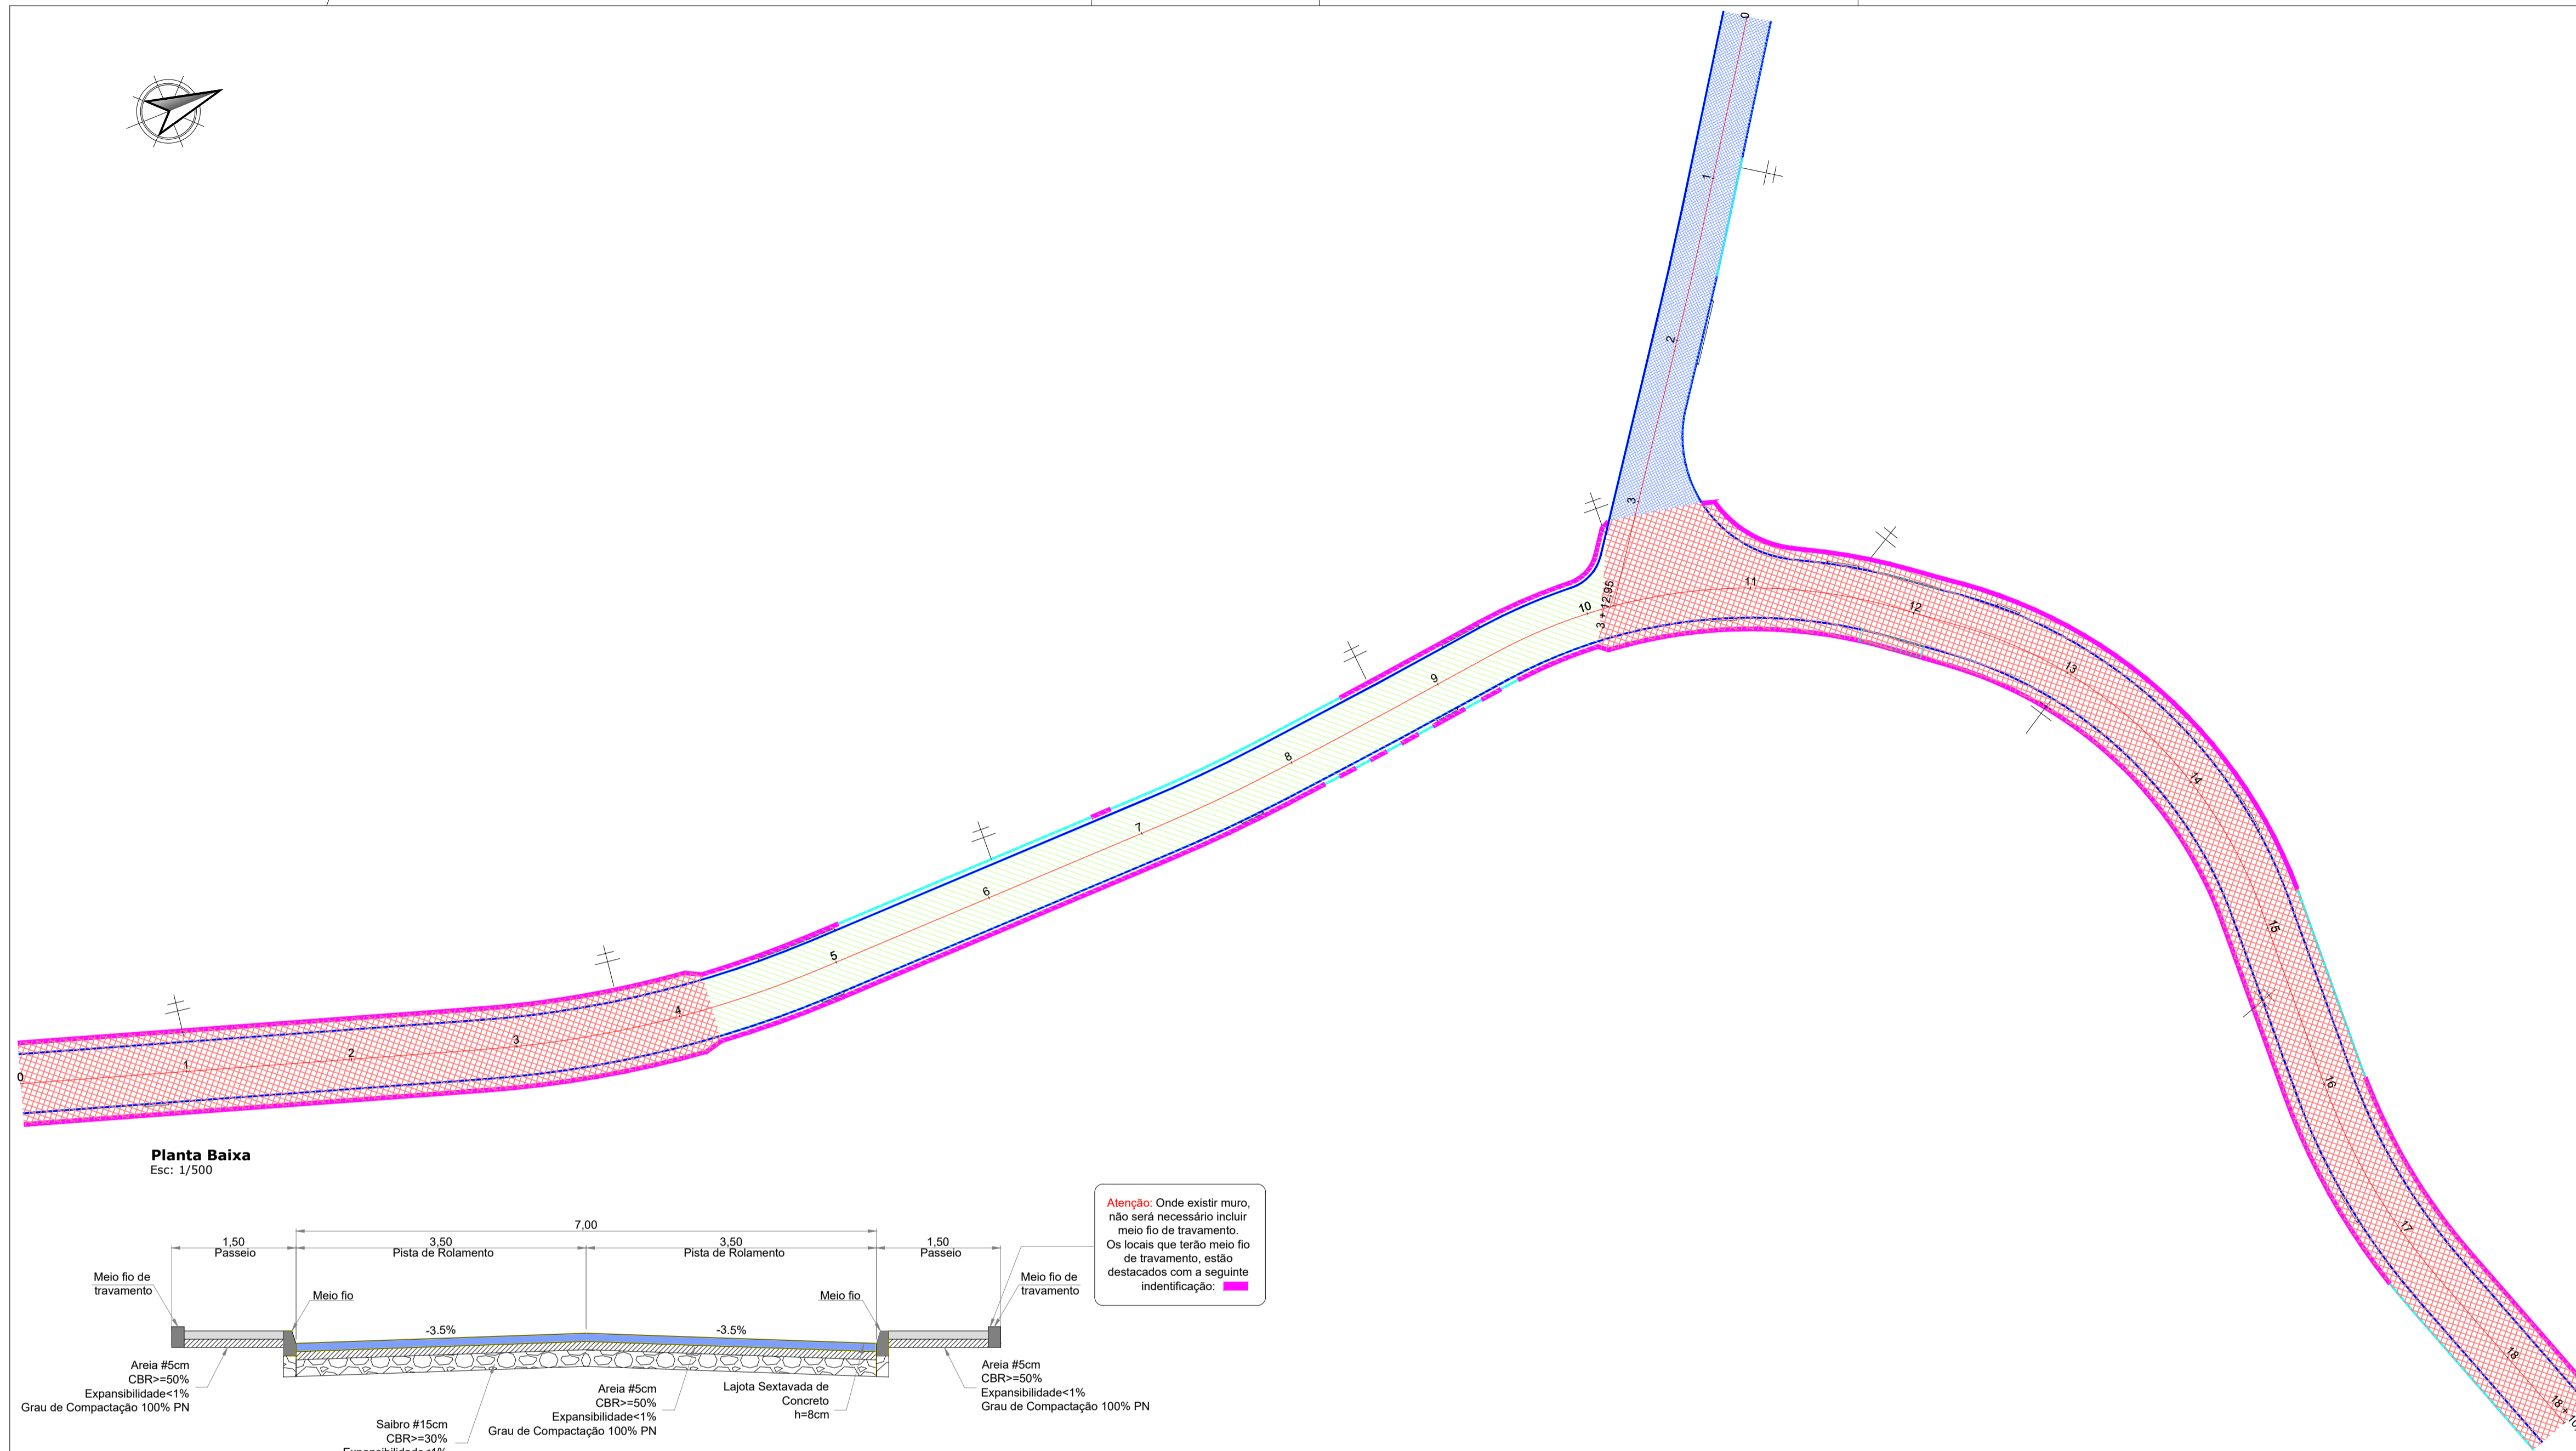 0
1
2
3
3 + 12,95
0
1
2
3
4
5
6
7
8
9
10
11
12
13
14
15
16
17
18
Planta Baixa
Esc: 1/500
7,00
1,50
Passeio
3,50
Pista de Rolamento
3,50
Pista de Rolamento
1,50
Passeio
Meio fio de
travamento
Meio fio
Meio fio
Meio fio de
travamento
-3.5%
-3.5%
Areia #5cm
CBR>=50%
Expansibilidade<1%
Grau de Compactação 100% PN
Saibro #15cm
CBR>=30%
Expansibilidade<1%
Areia #5cm
CBR>=50%
Expansibilidade<1%
Grau de Compactação 100% PN
Lajota Sextavada de
Concreto
h=8cm
Areia #5cm
CBR>=50%
Expansibilidade<1%
Grau de Compactação 100% PN
Atenção: Onde existir muro,
não será necessário incluir
meio fio de travamento.
Os locais que terão meio fio
de travamento, estão
destacados com a seguinte
indentificação: